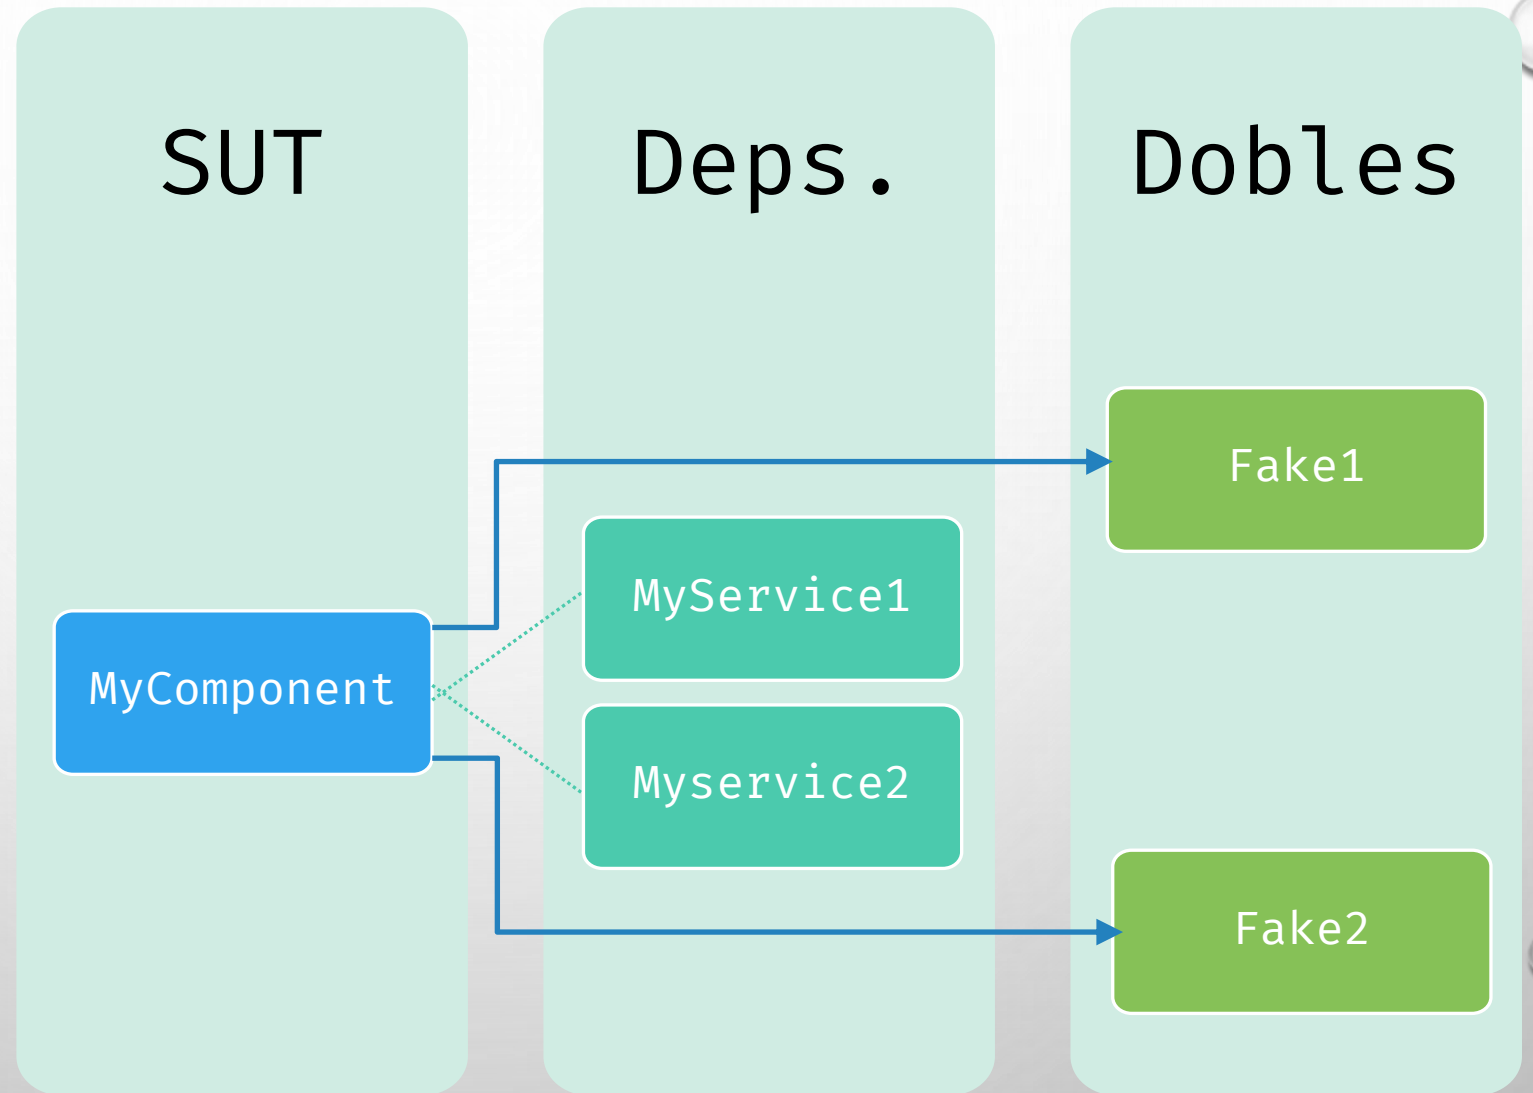 SUT
Deps.
Dobles
Fake1
MyService1
MyComponent
Myservice2
Fake2